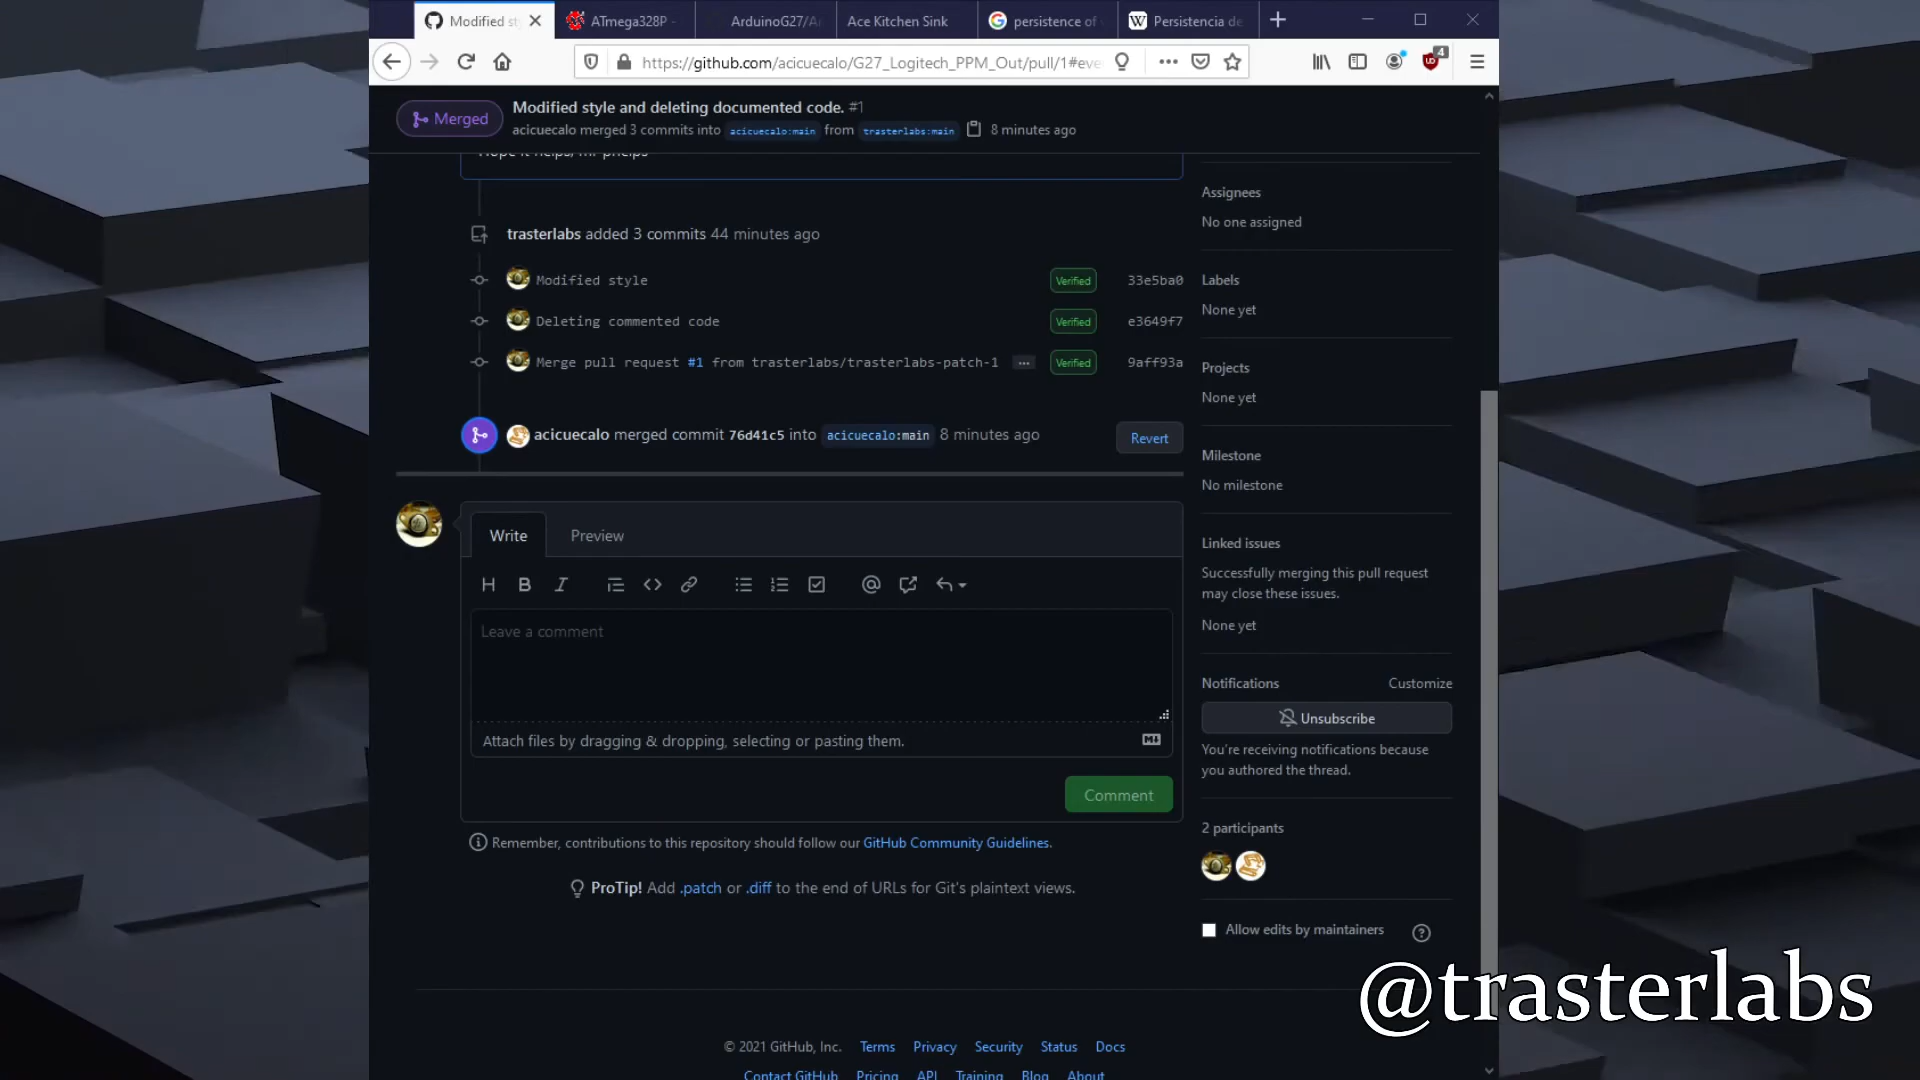 Modified st
ATmega328P -
ArduinoG27/A
Ace Kitchen Sink
persistence of
Persistencia de
https://github.com/acicuecalo/G27_Logitech_PPM_Out/pull/1#eve
4
Merged
Modified style and deleting documented code. #1
acicuecalo merged 3 commits into acicuecalo:main from trasterlabs:main 8 minutes ago
Hope it helps, mr phelps
trasterlabs added 3 commits 44 minutes ago
Modified style Verified 33e5ba0
Deleting commented code Verified e3649f7
Merge pull request #1 from trasterlabs/trasterlabs-patch-1 ... Verified 9aff93a
acicuecalo merged commit 76d41c5 into acicuecalo:main 8 minutes ago
Revert
Write Preview
Leave a comment
Attach files by dragging & dropping, selecting or pasting them.
Comment
Remember, contributions to this repository should follow our GitHub Community Guidelines.
ProTip! Add .patch or .diff to the end of URLs for Git's plaintext views.
Assignees
No one assigned
Labels
None yet
Projects
None yet
Milestone
No milestone
Linked issues
Successfully merging this pull request
may close these issues.
None yet
Notifications Customize
Unsubscribe
You're receiving notifications because
you authored the thread.
2 participants
Allow edits by maintainers
@trasterlabs
© 2021 GitHub, Inc. Terms Privacy Security Status Docs
Contact GitHub Pricing API Training Blog About